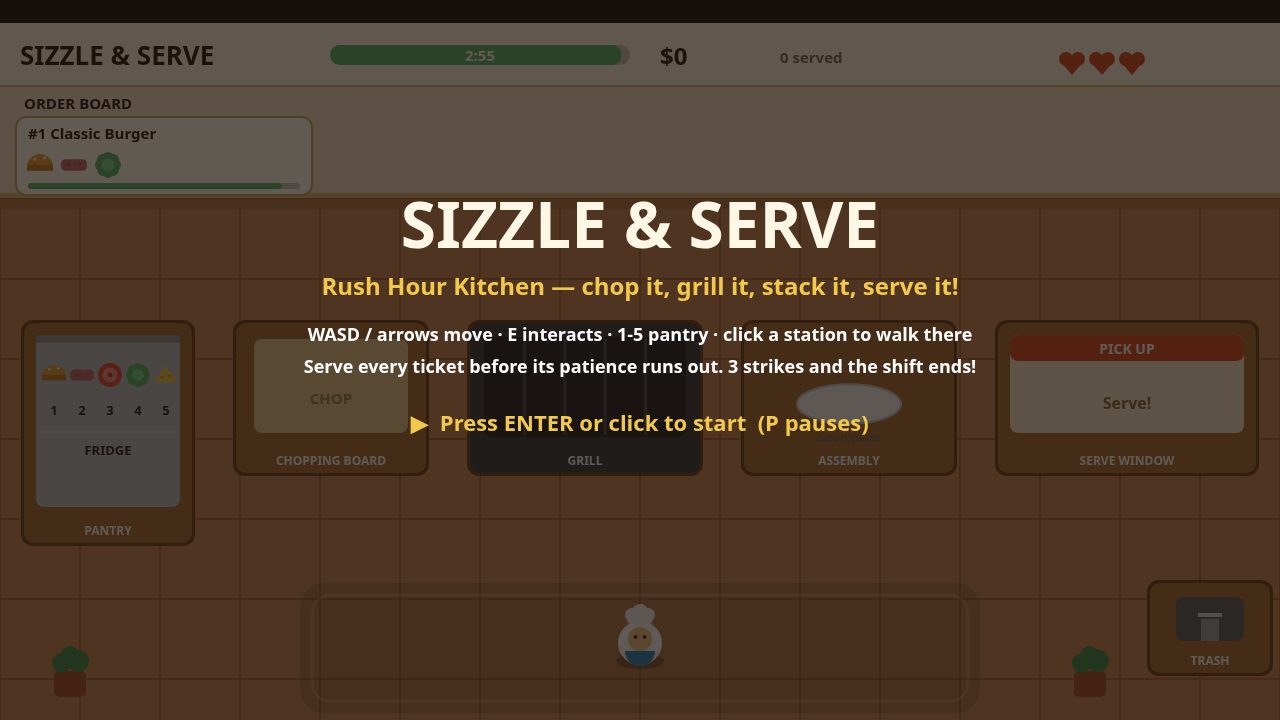 SIZZLE & SERVE
2:55
$0
0 served
ORDER BOARD
#1 Classic Burger
SIZZLE & SERVE
Rush Hour Kitchen — chop it, grill it, stack it, serve it!
WASD / arrows move · E interacts · 1-5 pantry · click a station to walk there
Serve every ticket before its patience runs out. 3 strikes and the shift ends!
▶ Press ENTER or click to start (P pauses)
1 2 3 4 5
FRIDGE
PANTRY
CHOP
CHOPPING BOARD
GRILL
clean plate
ASSEMBLY
PICK UP
Serve!
SERVE WINDOW
TRASH